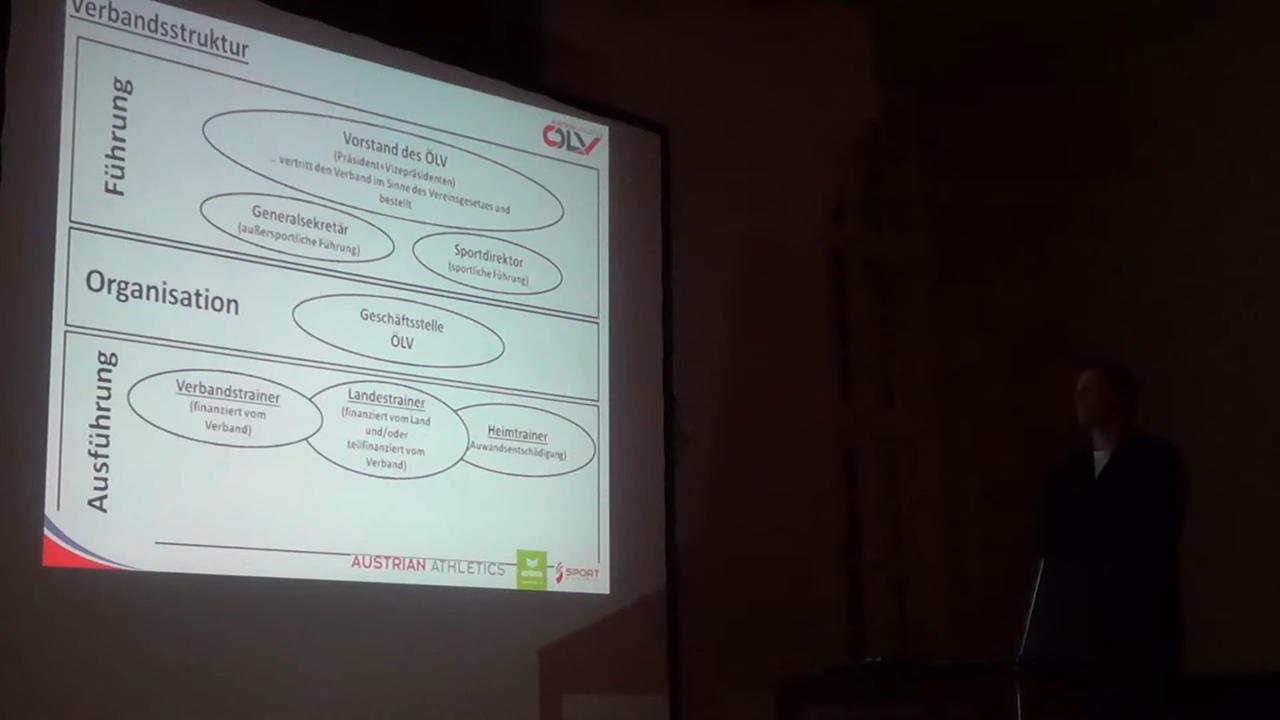 Verbandsstruktur
Führung
ÖLV
Vorstand des ÖLV
(Präsident+Vizepräsidenten)
... vertritt den Verband im Sinne des Vereinsgesetzes und
bestellt
Generalsekretär
(außersportliche Führung)
Sportdirektor
(sportliche Führung)
Organisation
Geschäftsstelle
ÖLV
Ausführung
Verbandstrainer
(finanziert vom
Verband)
Landestrainer
(finanziert vom Land
und/oder
teilfinanziert vom
Verband)
Heimtrainer
Auwandsentschädigung)
AUSTRIAN ATHLETICS
erima
SPORT